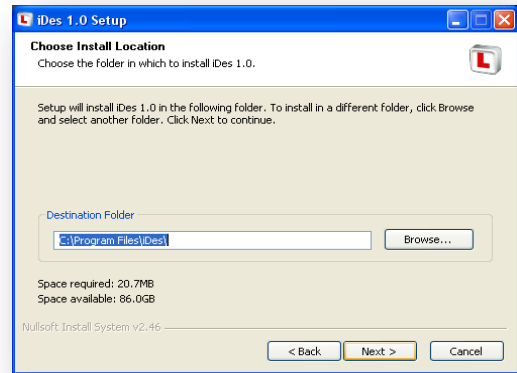 iDes 1.0 Setup
Choose Install Location
Choose the folder in which to install iDes 1.0.
Setup will install iDes 1.0 in the following folder. To install in a different folder, click Browse
and select another folder. Click Next to continue.
Destination Folder
C:\Program Files\iDes\
Browse...
Space required: 20.7MB
Space available: 86.0GB
Nullsoft Install System v2.46
< Back
Next >
Cancel